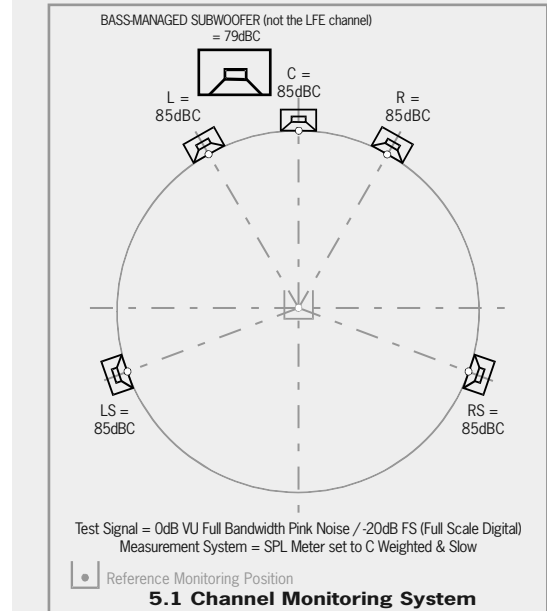 BASS-MANAGED SUBWOOFER (not the LFE channel)
= 79dBC
C =
85dBC
L =
85dBC
R =
85dBC
LS =
85dBC
RS =
85dBC
Test Signal = 0dB VU Full Bandwidth Pink Noise / -20dB FS (Full Scale Digital)
Measurement System = SPL Meter set to C Weighted & Slow
Reference Monitoring Position
5.1 Channel Monitoring System